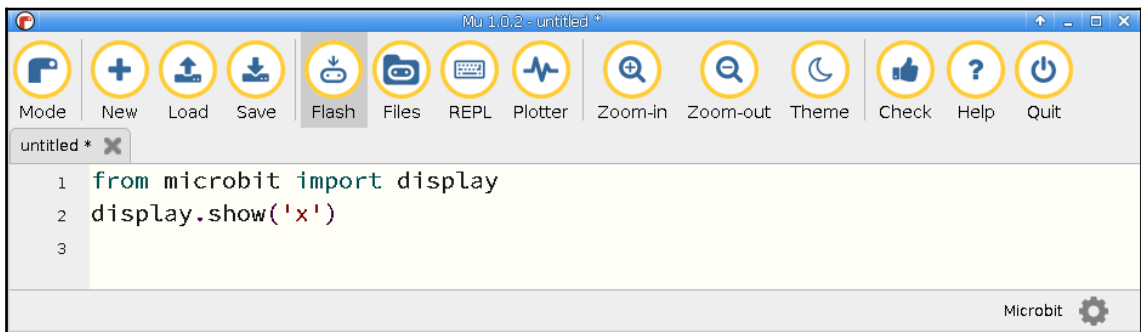 Mu 1.0.2 - untitled *
Mode New Load Save Flash Files REPL Plotter Zoom-in Zoom-out Theme Check Help Quit
untitled *
1 from microbit import display
2 display.show('x')
3
Microbit